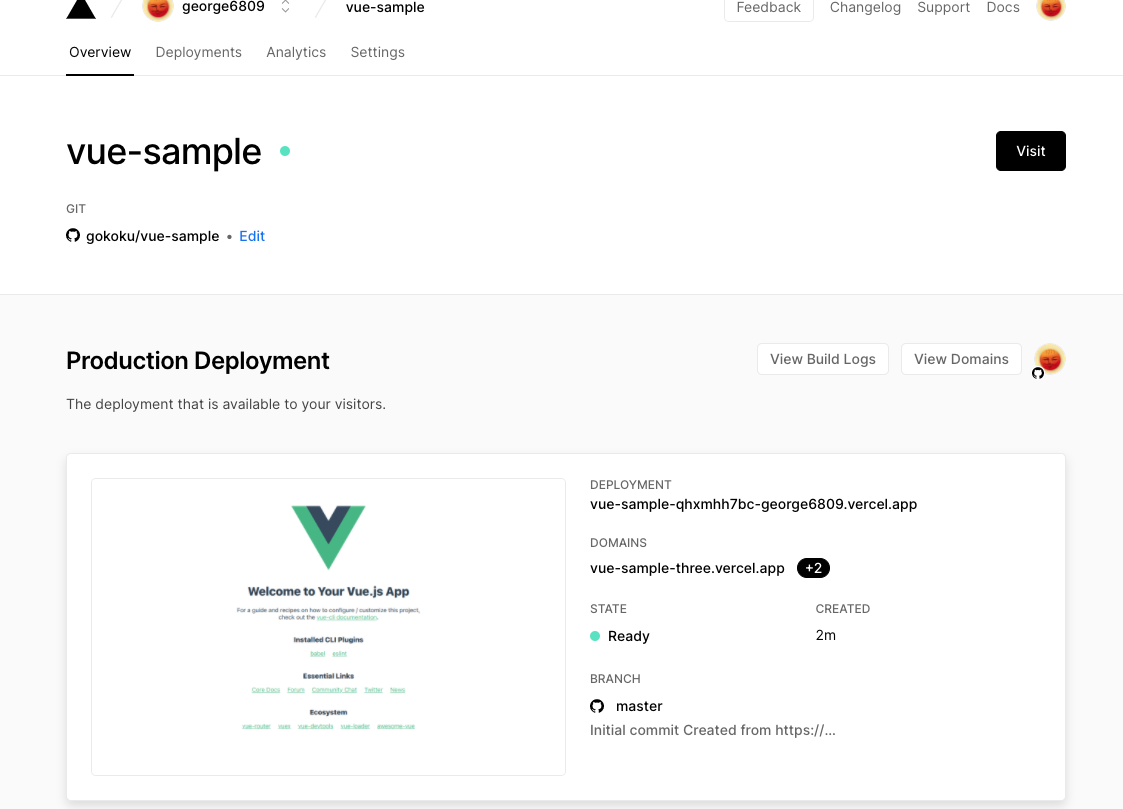 george6809
vue-sample
Feedback
Changelog
Support
Docs
Overview
Deployments
Analytics
Settings
vue-sample
Visit
GIT
gokoku/vue-sample • Edit
Production Deployment
View Build Logs
View Domains
The deployment that is available to your visitors.
Welcome to Your Vue.js App
For a guide and recipes on how to configure / customize this project,
check out the vue-cli documentation.
Installed CLI Plugins
babel eslint
Essential Links
Core Docs Forum Community Chat Twitter News
Ecosystem
vue-router vuex vue-devtools vue-loader awesome-vue
DEPLOYMENT
vue-sample-qhxmhh7bc-george6809.vercel.app
DOMAINS
vue-sample-three.vercel.app +2
STATE
CREATED
Ready
2m
BRANCH
master
Initial commit Created from https://...